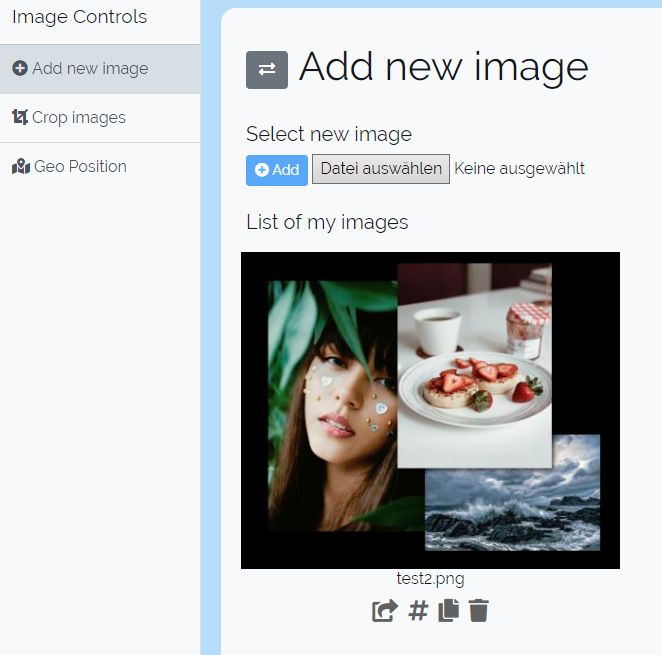 Image Controls
Add new image
Crop images
Geo Position
Add new image
Select new image
Add Datei auswählen Keine ausgewählt
List of my images
test2.png